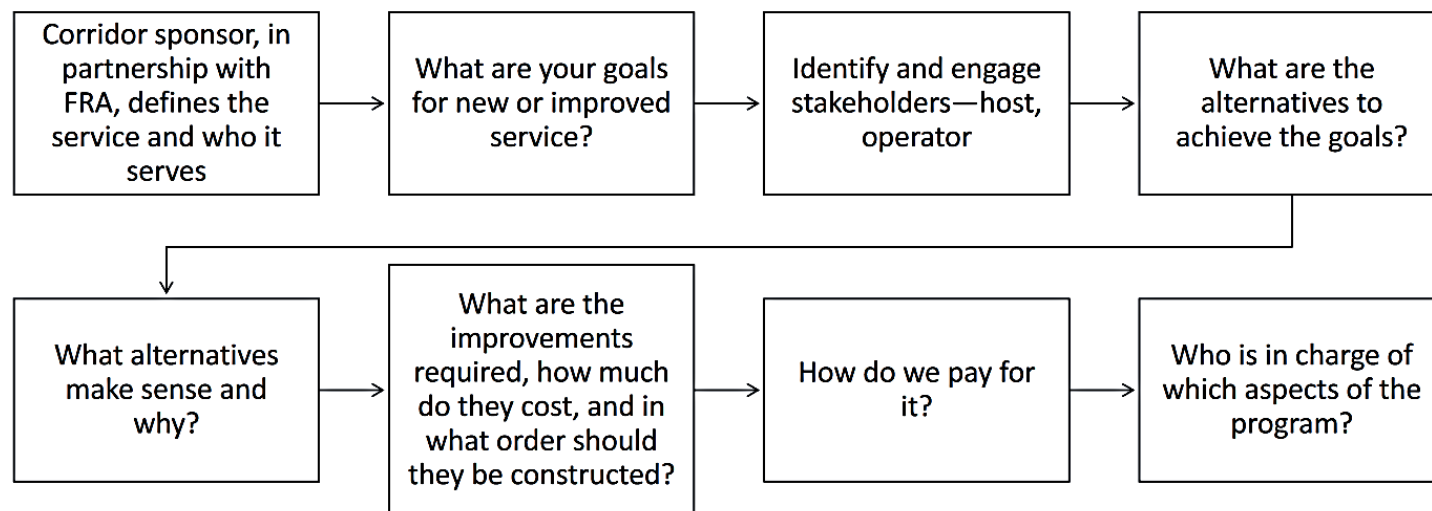 Corridor sponsor, in
partnership with
FRA, defines the
service and who it
serves
What are your goals
for new or improved
service?
Identify and engage
stakeholders—host,
operator
What are the
alternatives to
achieve the goals?
What alternatives
make sense and
why?
What are the
improvements
required, how much
do they cost, and in
what order should
they be constructed?
How do we pay for
it?
Who is in charge of
which aspects of the
program?